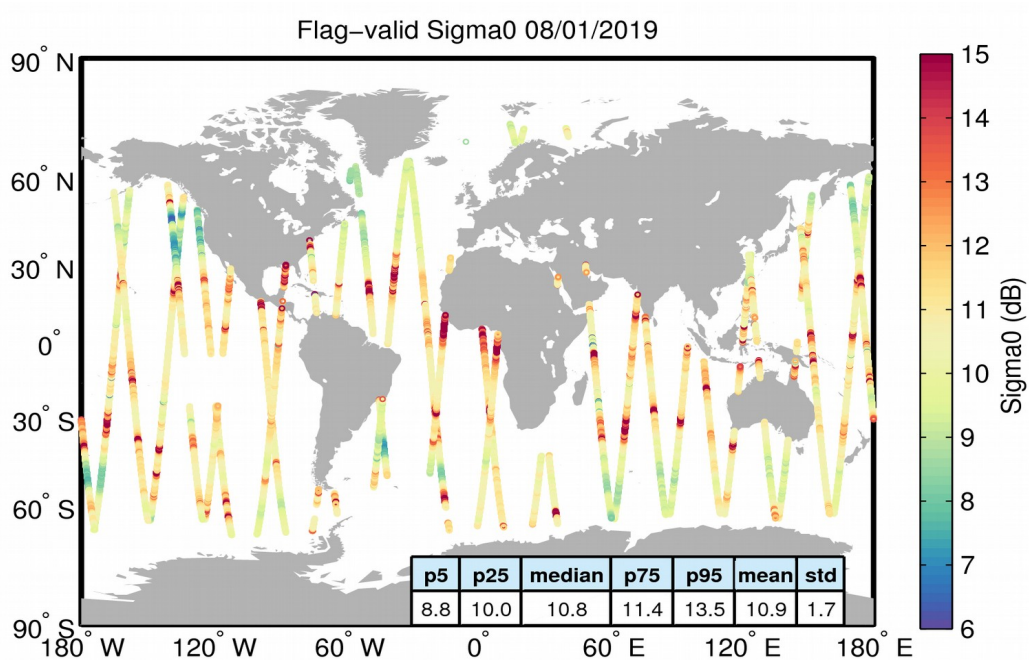 Flag−valid Sigma0 08/01/2019
90° N
60° N
30° N
0°
30° S
60° S
90° S
180° W
120° W
60° W
0°
60° E
120° E
180° E
p5 p25 median p75 p95 mean std
8.8 10.0 10.8 11.4 13.5 10.9 1.7
15
14
13
12
11
10
9
8
7
6
Sigma0 (dB)